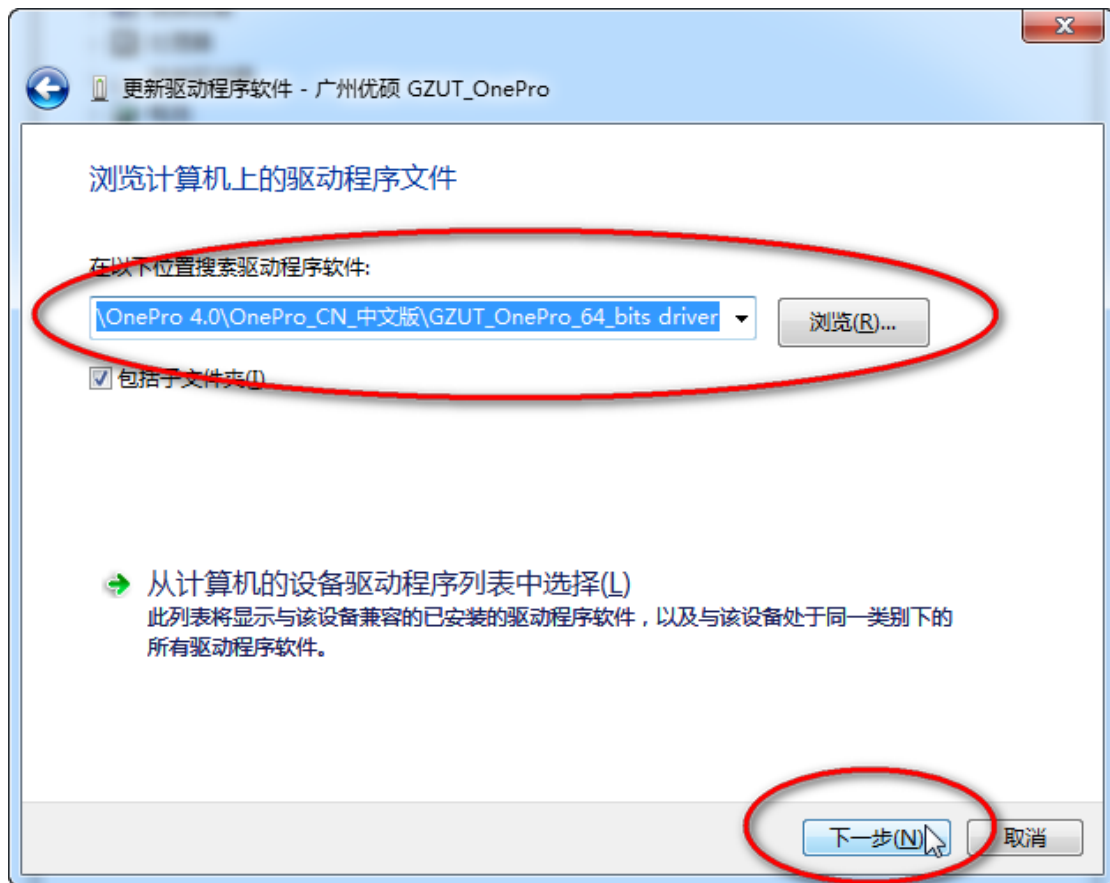 更新驱动程序软件 - 广州优硕 GZUT_OnePro
浏览计算机上的驱动程序文件
在以下位置搜索驱动程序软件:
\OnePro 4.0\OnePro_CN_中文版\GZUT_OnePro_64_bits driver
浏览(R)...
包括子文件夹(I)
从计算机的设备驱动程序列表中选择(L)
此列表将显示与该设备兼容的已安装的驱动程序软件，以及与该设备处于同一类别下的
所有驱动程序软件。
下一步(N)
取消